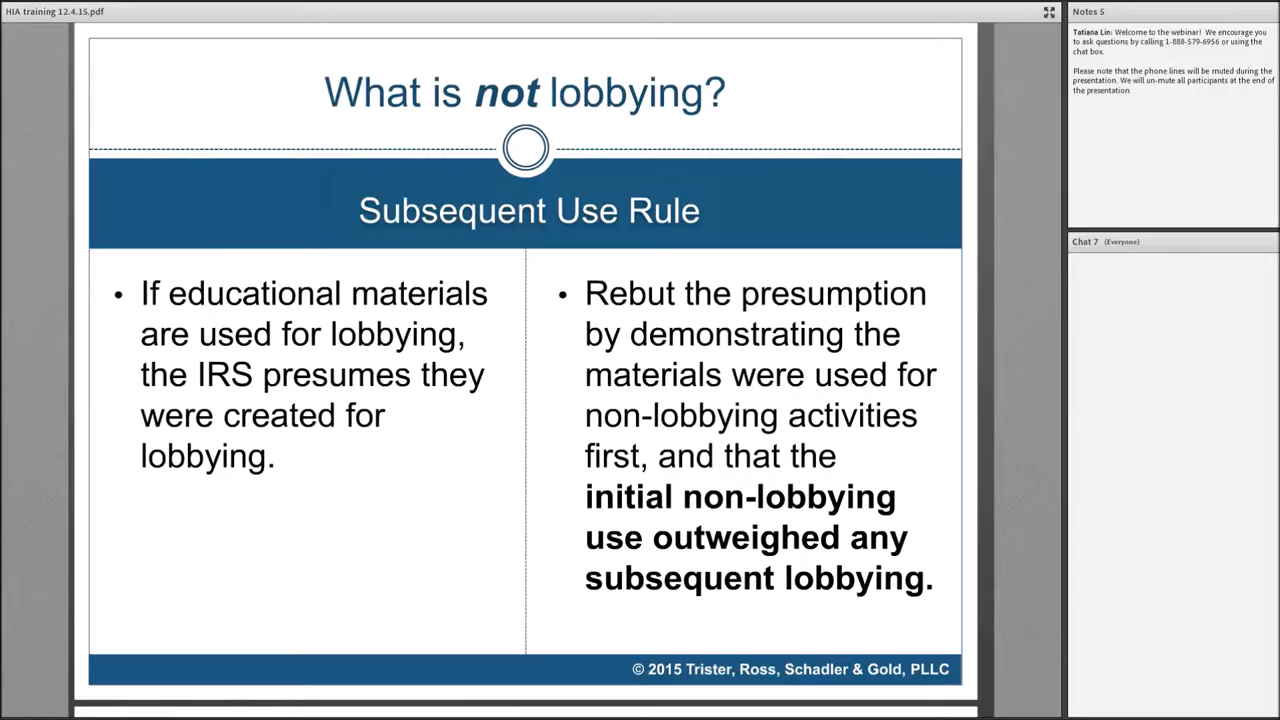 HIA training 12.4.15.pdf
What is not lobbying?
Subsequent Use Rule
• If educational materials
are used for lobbying,
the IRS presumes they
were created for
lobbying.
• Rebut the presumption
by demonstrating the
materials were used for
non-lobbying activities
first, and that the
initial non-lobbying
use outweighed any
subsequent lobbying.
© 2015 Trister, Ross, Schadler & Gold, PLLC
Notes 5
Tatiana Lin: Welcome to the webinar! We encourage you
to ask questions by calling 1-888-579-6956 or using the
chat box.
Please note that the phone lines will be muted during the
presentation. We will un-mute all participants at the end of
the presentation
Chat 7 (Everyone)